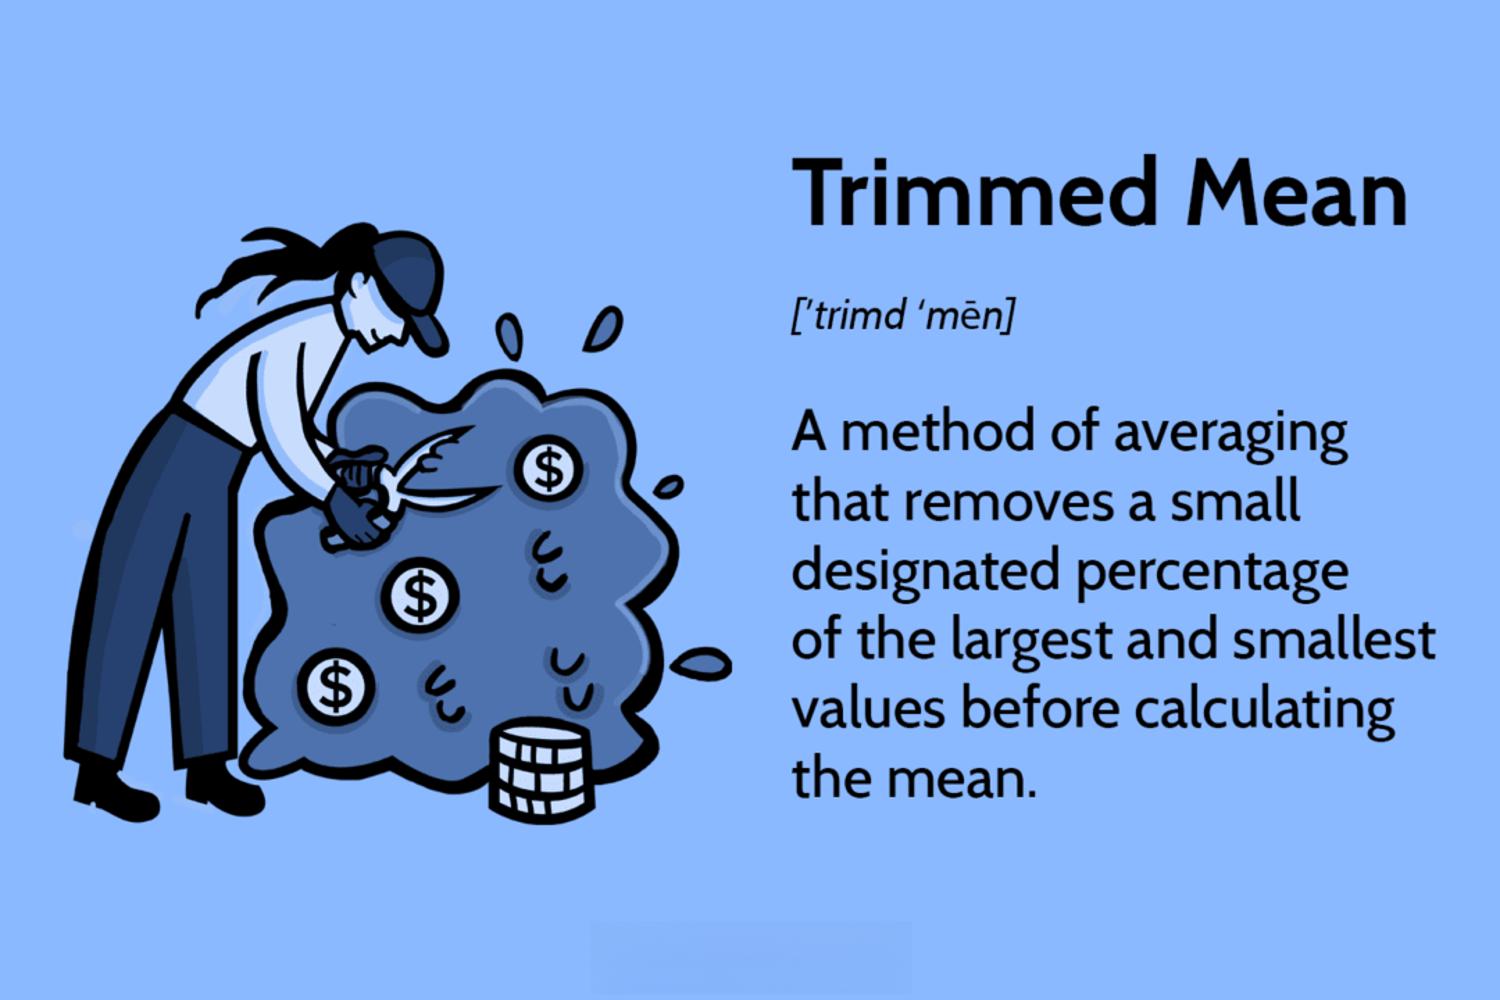 Trimmed Mean
['trimd ‘mēn]
A method of averaging
that removes a small
designated percentage
of the largest and smallest
values before calculating
the mean.
$
$
$